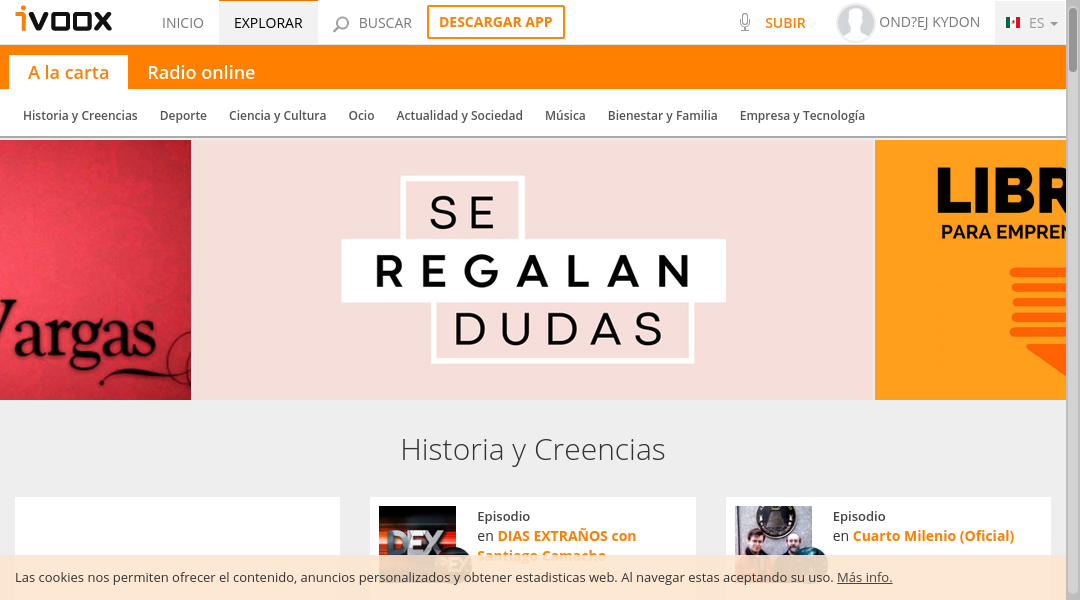 ivoox INICIO EXPLORAR BUSCAR DESCARGAR APP SUBIR OND?EJ KYDON ES
A la carta Radio online
Historia y Creencias Deporte Ciencia y Cultura Ocio Actualidad y Sociedad Música Bienestar y Familia Empresa y Tecnología
Vargas
SE
REGALAN
DUDAS
LIBR
PARA EMPREN
Historia y Creencias
DEX
Episodio
en DIAS EXTRAÑOS con
Santiago Camacho
Episodio
en Cuarto Milenio (Oficial)
Las cookies nos permiten ofrecer el contenido, anuncios personalizados y obtener estadisticas web. Al navegar estas aceptando su uso. Más info.